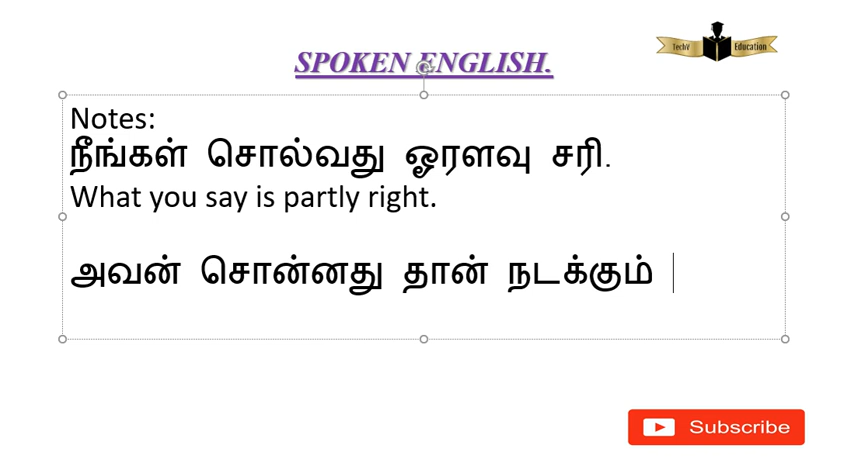 TechV Education
SPOKEN ENGLISH.
Notes:
நீங்கள் சொல்வது ஓரளவு சரி.
What you say is partly right.
அவன் சொன்னது தான் நடக்கும்
Subscribe